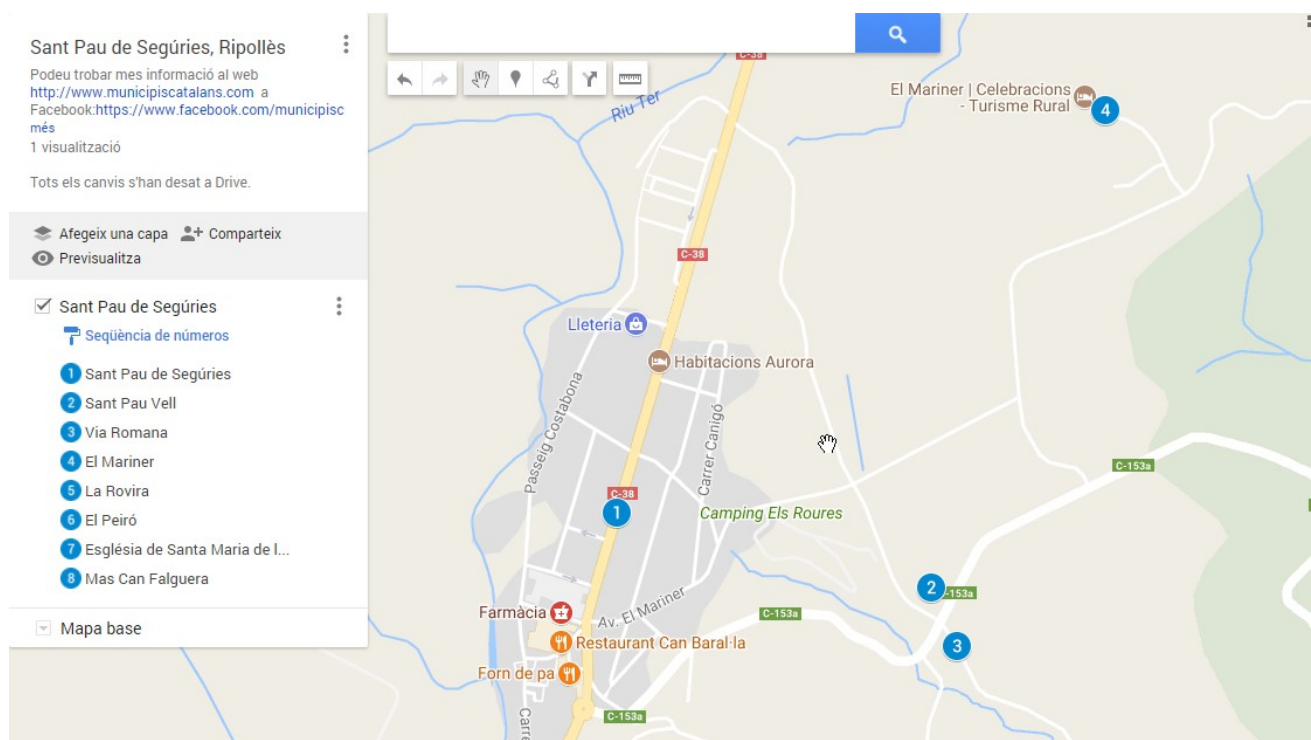 Sant Pau de Segúries, Ripollès
Podeu trobar mes informació al web
http://www.municipiscatalans.com a
Facebook:https://www.facebook.com/municipisc
més
1 visualització
Tots els canvis s'han desat a Drive.
Afegeix una capa
Comparteix
Previsualitza
Sant Pau de Segúries
Seqüència de números
1 Sant Pau de Segúries
2 Sant Pau Vell
3 Via Romana
4 El Mariner
5 La Rovira
6 El Peiró
7 Església de Santa Maria de l...
8 Mas Can Falguera
Mapa base
C-38
Riu Ter
El Mariner | Celebracions
- Turisme Rural
4
C-38
Lleteria
Habitacions Aurora
Passeig Costabona
Carrer Canigó
C-153a
C-38
1
Camping Els Roures
2
-153a
Farmàcia
Av. El Mariner
C-153a
Restaurant Can Baral·la
3
Forn de pa
Carre
C-153a